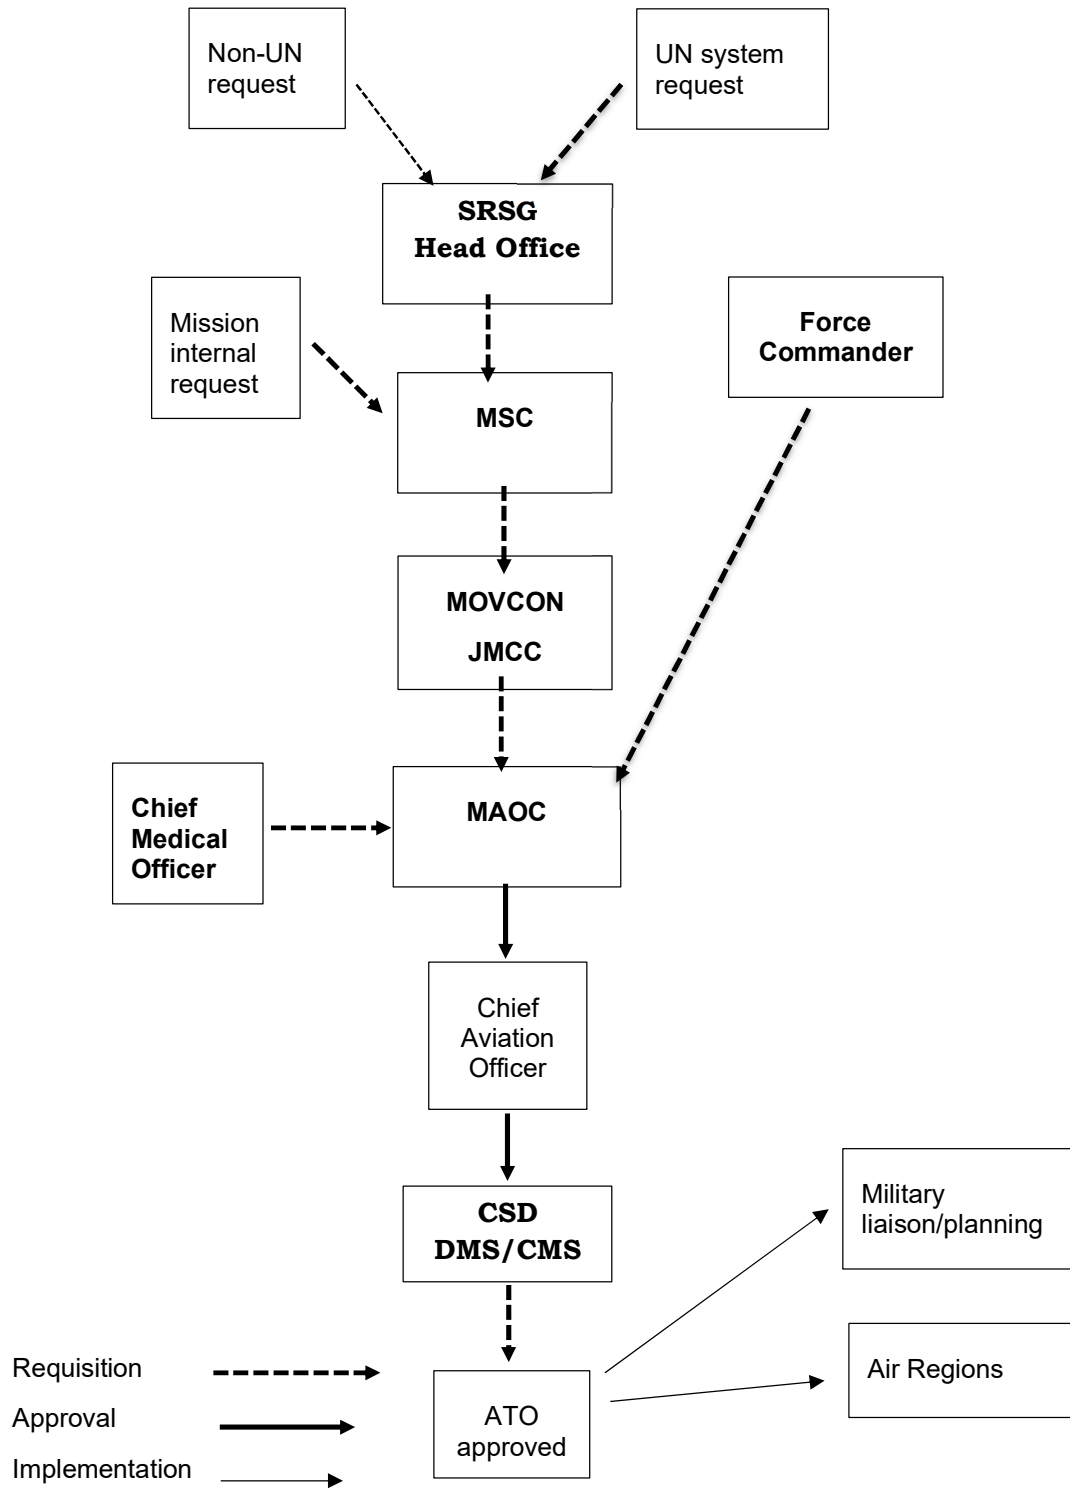 Non-UN
request
UN system
request
SRSG
Head Office
Mission
internal
request
Force
Commander
MSC
MOVCON
JMCC
Chief
Medical
Officer
MAOC
Chief
Aviation
Officer
CSD
DMS/CMS
Military
liaison/planning
Air Regions
ATO
approved
Requisition
Approval
Implementation